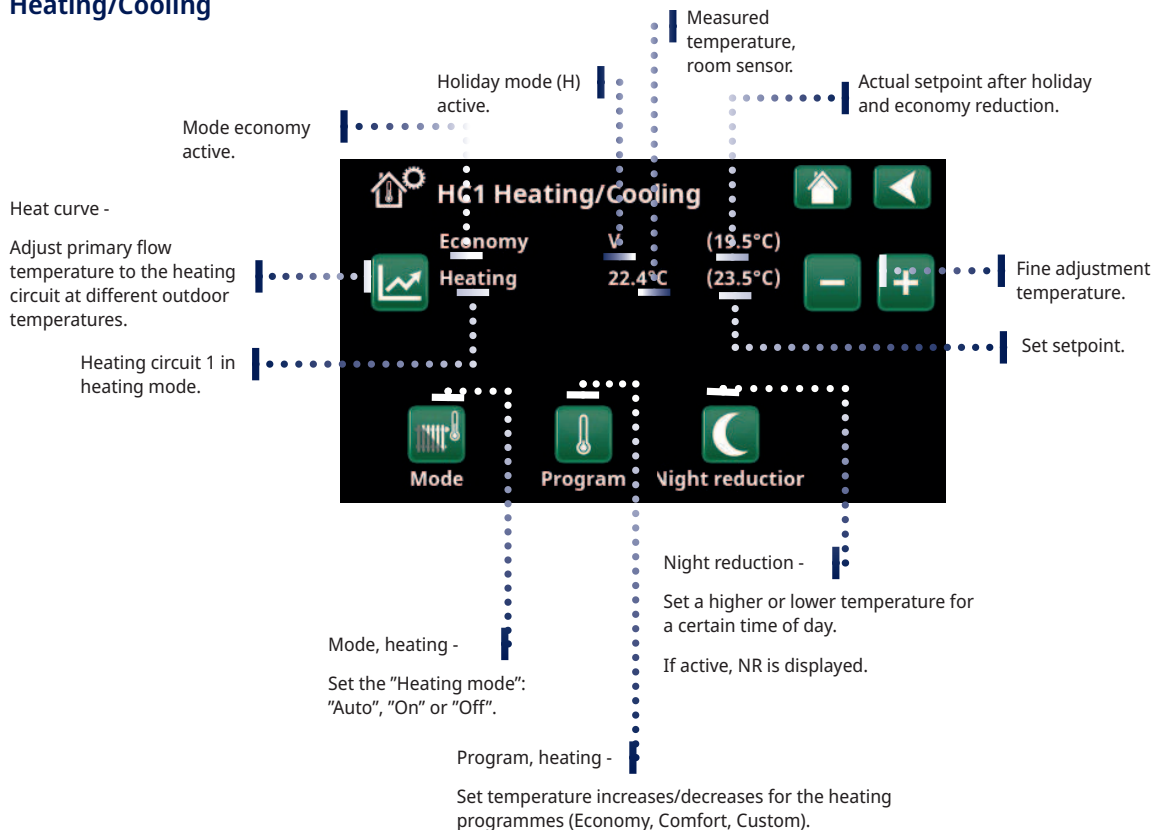 Heating/Cooling
Measured
temperature,
room sensor.
Holiday mode (H)
active.
Actual setpoint after holiday
and economy reduction.
Mode economy
active.
Heat curve -
Adjust primary flow
temperature to the heating
circuit at different outdoor
temperatures.
Heating circuit 1 in
heating mode.
HC1 Heating/Cooling
Economy V (19.5°C)
Heating 22.4°C (23.5°C)
Fine adjustment
temperature.
Set setpoint.
Mode Program Night reduction
Night reduction -
Set a higher or lower temperature for
a certain time of day.
If active, NR is displayed.
Mode, heating -
Set the ”Heating mode”:
”Auto”, ”On” or ”Off”.
Program, heating -
Set temperature increases/decreases for the heating
programmes (Economy, Comfort, Custom).